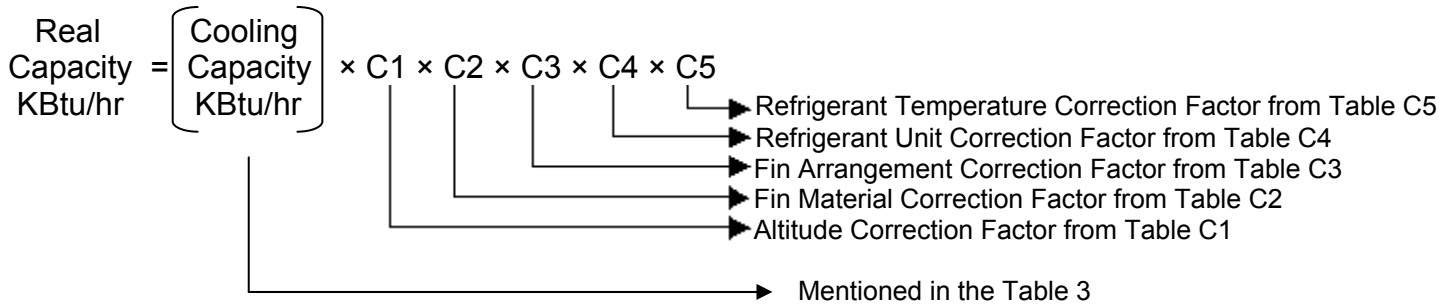 Real
Capacity
KBtu/hr
=
Cooling
Capacity
KBtu/hr
× C1 × C2 × C3 × C4 × C5
Refrigerant Temperature Correction Factor from Table C5
Refrigerant Unit Correction Factor from Table C4
Fin Arrangement Correction Factor from Table C3
Fin Material Correction Factor from Table C2
Altitude Correction Factor from Table C1
Mentioned in the Table 3